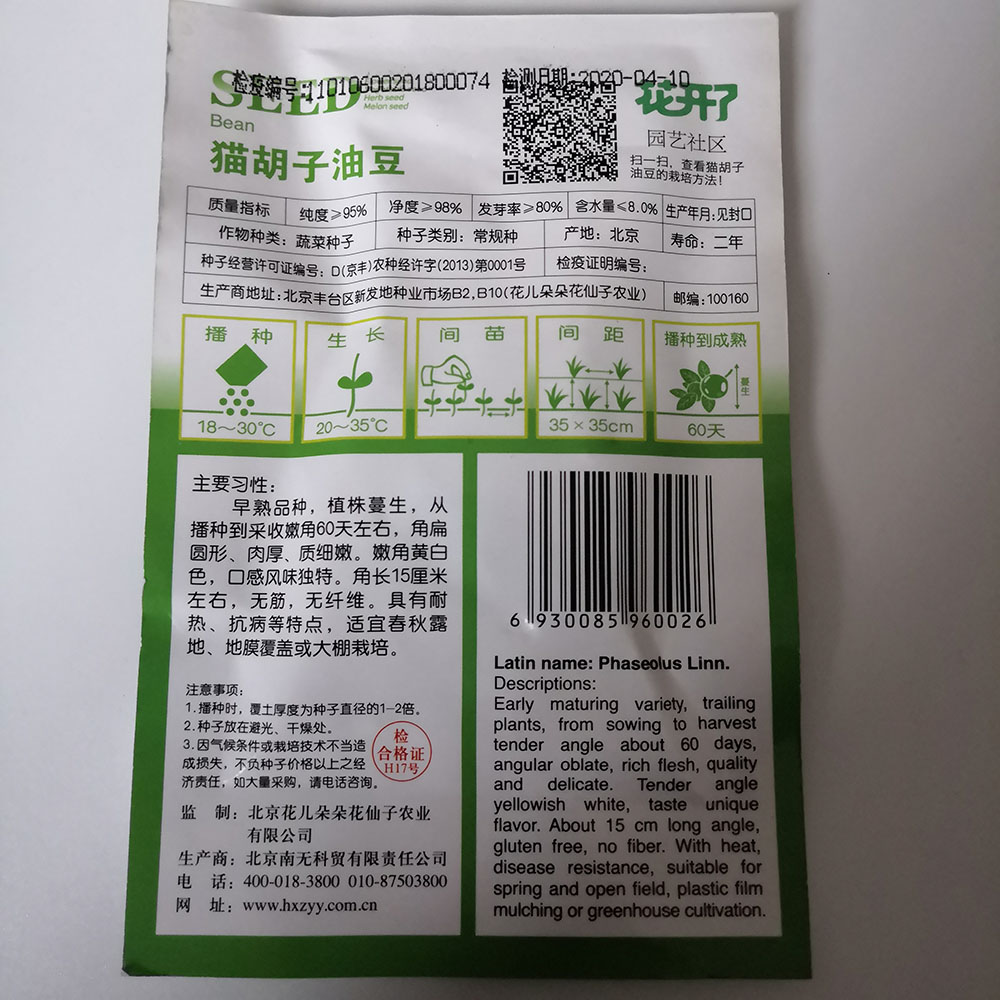 检疫编号:11010600201800074 检测日期:2020-04-10
SEED
Herb seed
Melon seed
Bean
猫胡子油豆
花开了
园艺社区
扫一扫，查看猫胡子
油豆的栽培方法！
质量指标 纯度≥95% 净度≥98% 发芽率≥80% 含水量≤8.0% 生产年月:见封口
作物种类：蔬菜种子 种子类别：常规种 产地：北京 寿命：二年
种子经营许可证编号：D(京丰)农种经许字(2013)第0001号 检疫证明编号：
生产商地址：北京丰台区新发地种业市场B2,B10(花儿朵朵花仙子农业) 邮编:100160
播种 生长 间苗 间距 播种到成熟
蔓生
18～30℃ 20～35℃ 35×35cm 60天
主要习性：
早熟品种，植株蔓生，从
播种到采收嫩角60天左右，角扁
圆形、肉厚、质细嫩。嫩角黄白
色，口感风味独特。角长15厘米
左右，无筋，无纤维。具有耐
热、抗病等特点，适宜春秋露
地、地膜覆盖或大棚栽培。
注意事项：
1.播种时，覆土厚度为种子直径的1-2倍。
2.种子放在避光、干燥处。
3.因气候条件或栽培技术不当造
成损失，不负种子价格以上之经
济责任，如大量采购，请电话咨询。
检
合格证
H17号
监 制：北京花儿朵朵花仙子农业
有限公司
生产商：北京南无科贸有限责任公司
电 话：400-018-3800 010-87503800
网 址：www.hxzyy.com.cn
6 930085 960026
Latin name: Phaseolus Linn.
Descriptions:
Early maturing variety, trailing
plants, from sowing to harvest
tender angle about 60 days,
angular oblate, rich flesh, quality
and delicate. Tender angle
yellowish white, taste unique
flavor. About 15 cm long angle,
gluten free, no fiber. With heat,
disease resistance, suitable for
spring and open field, plastic film
mulching or greenhouse cultivation.